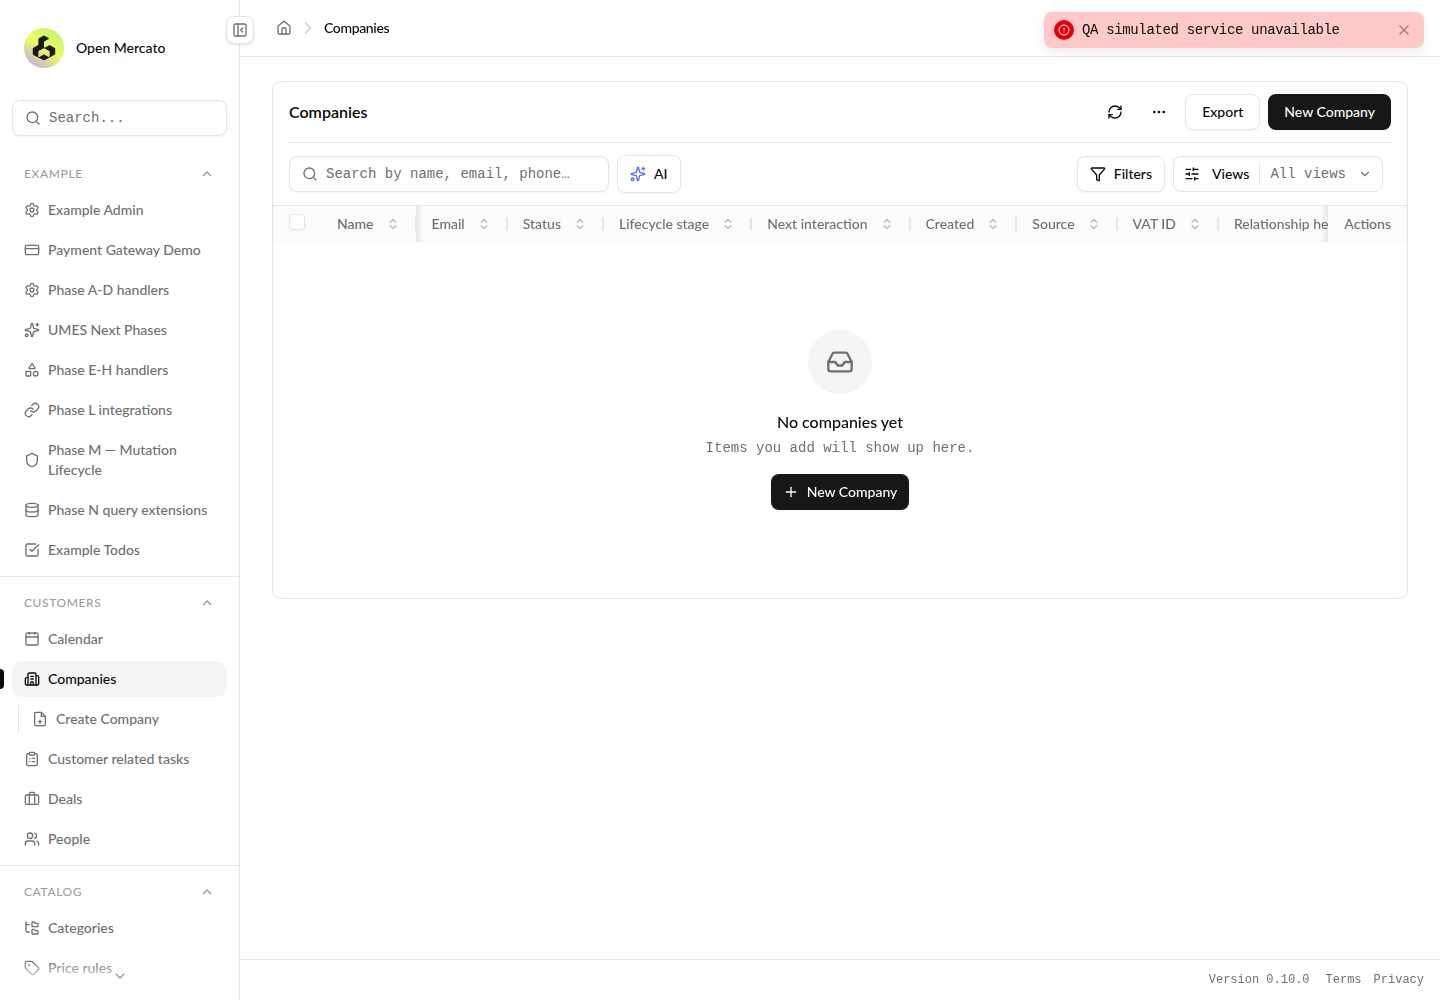 Open Mercato
Companies
QA simulated service unavailable
Search...
EXAMPLE
Example Admin
Payment Gateway Demo
Phase A-D handlers
UMES Next Phases
Phase E-H handlers
Phase L integrations
Phase M — Mutation
Lifecycle
Phase N query extensions
Example Todos
CUSTOMERS
Calendar
Companies
Create Company
Customer related tasks
Deals
People
CATALOG
Categories
Price rules
Companies
Export
New Company
Search by name, email, phone…
AI
Filters
Views
All views
Name Email Status Lifecycle stage Next interaction Created Source VAT ID Relationship he Actions
No companies yet
Items you add will show up here.
New Company
Version 0.10.0 Terms Privacy